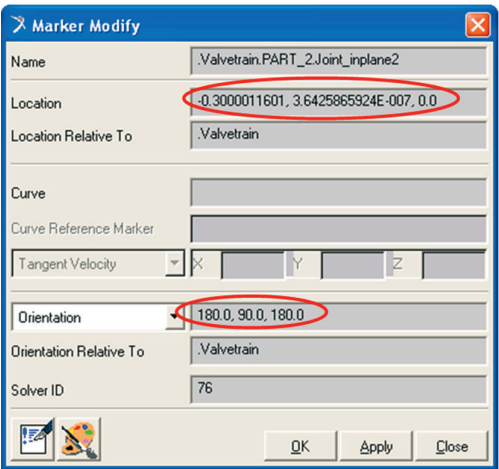 Marker Modify
Name .Valvetrain.PART_2.Joint_inplane2
Location -0.3000011601, 3.6425865924E-007, 0.0
Location Relative To .Valvetrain
Curve
Curve Reference Marker
Tangent Velocity X Y Z
Orientation 180.0, 90.0, 180.0
Orientation Relative To .Valvetrain
Solver ID 76
OK Apply Close